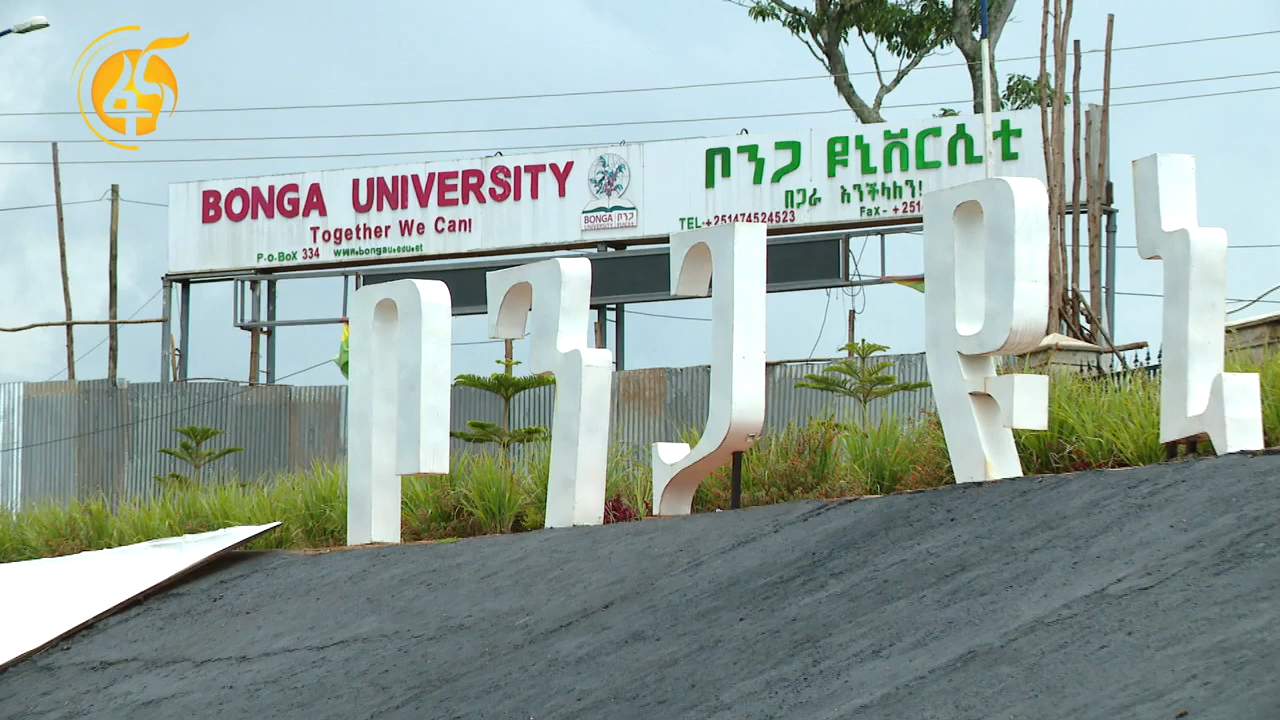 BONGA UNIVERSITY
Together We Can!
P.O.BOX 334 www.bongau.edu.et
BONGA ቦንጋ
UNIVERSITY
ቦንጋ ዩኒቨርሲቲ
በጋራ እንችላለን!
TEL-+251474524523 Fax-+251
ቦንጋ ዩኒ